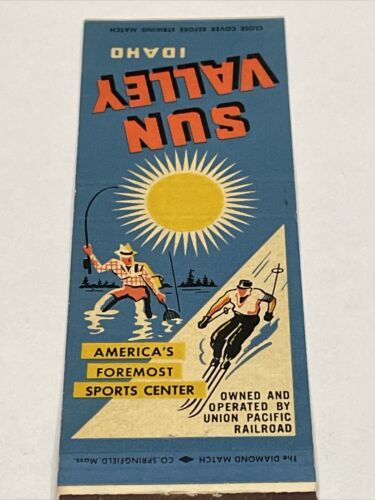 CLOSE COVER BEFORE STRIKING MATCH
SUN
VALLEY
IDAHO
AMERICA'S
FOREMOST
SPORTS CENTER
OWNED AND
OPERATED BY
UNION PACIFIC
RAILROAD
The DIAMOND MATCH CO. SPRINGFIELD, Mass.